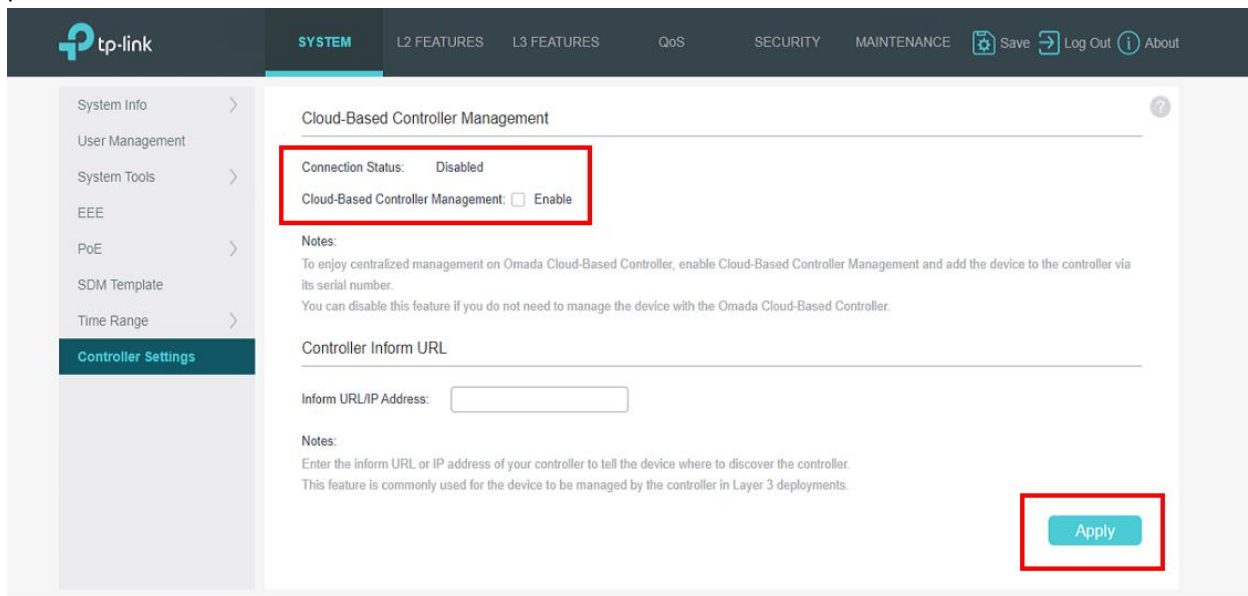 tp-link
SYSTEM L2 FEATURES L3 FEATURES QoS SECURITY MAINTENANCE Save Log Out About
System Info
User Management
System Tools
EEE
PoE
SDM Template
Time Range
Controller Settings
Cloud-Based Controller Management
Connection Status: Disabled
Cloud-Based Controller Management: Enable
Notes:
To enjoy centralized management on Omada Cloud-Based Controller, enable Cloud-Based Controller Management and add the device to the controller via
its serial number.
You can disable this feature if you do not need to manage the device with the Omada Cloud-Based Controller.
Controller Inform URL
Inform URL/IP Address:
Notes:
Enter the inform URL or IP address of your controller to tell the device where to discover the controller.
This feature is commonly used for the device to be managed by the controller in Layer 3 deployments.
Apply